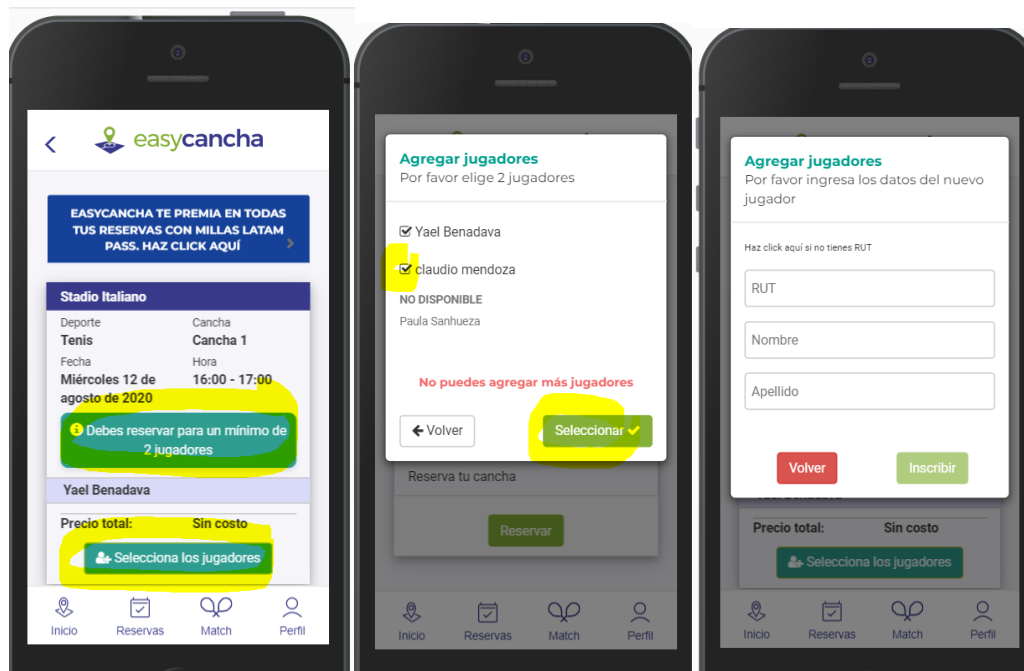 easycancha
EASYCANCHA TE PREMIA EN TODAS
TUS RESERVAS CON MILLAS LATAM
PASS. HAZ CLICK AQUÍ
Stadio Italiano
Deporte Cancha
Tenis Cancha 1
Fecha Hora
Miércoles 12 de 16:00 - 17:00
agosto de 2020
Debes reservar para un mínimo de
2 jugadores
Yael Benadava
Precio total: Sin costo
Selecciona los jugadores
Inicio Reservas Match Perfil
Agregar jugadores
Por favor elige 2 jugadores
Yael Benadava
claudio mendoza
NO DISPONIBLE
Paula Sanhueza
No puedes agregar más jugadores
Volver Seleccionar
Reserva tu cancha
Reservar
Inicio Reservas Match Perfil
Agregar jugadores
Por favor ingresa los datos del nuevo
jugador
Haz click aquí si no tienes RUT
RUT
Nombre
Apellido
Volver Inscribir
Precio total: Sin costo
Selecciona los jugadores
Inicio Reservas Match Perfil